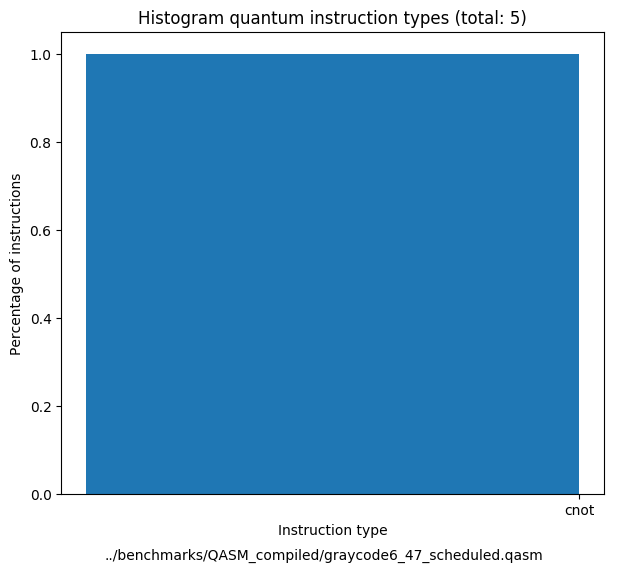 Histogram quantum instruction types (total: 5)
1.0
0.8
0.6
0.4
0.2
0.0
Percentage of instructions
cnot
Instruction type
../benchmarks/QASM_compiled/graycode6_47_scheduled.qasm